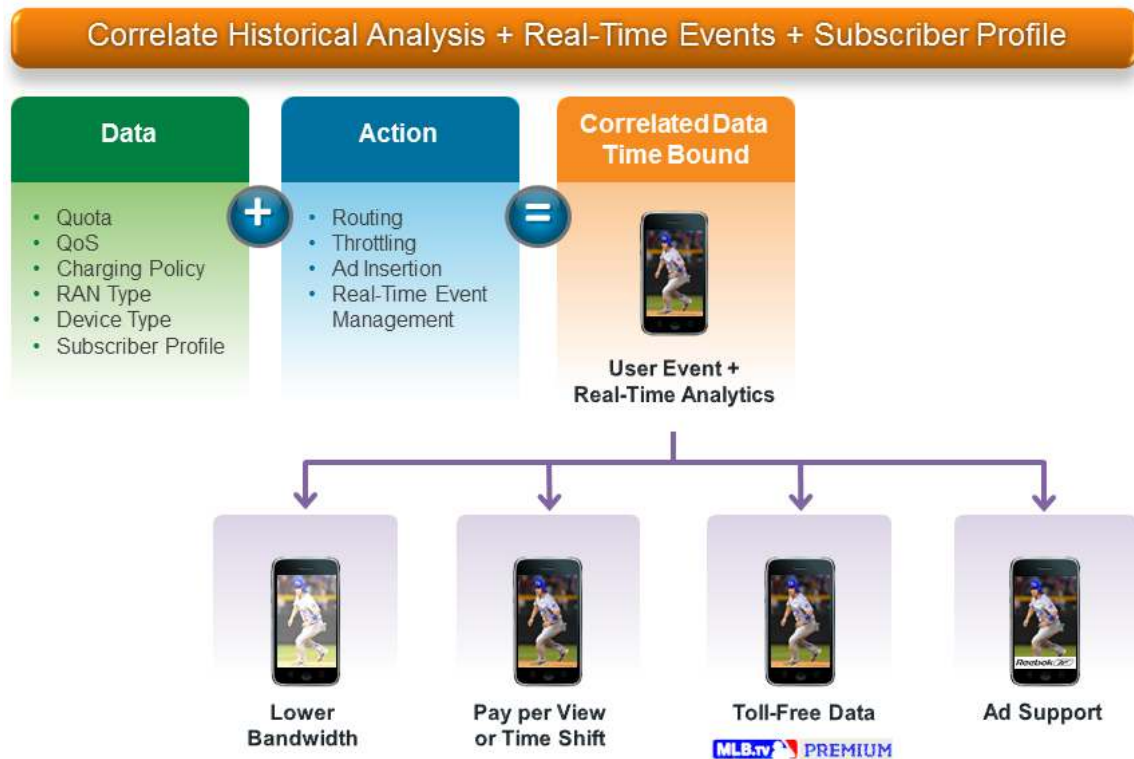 Correlate Historical Analysis + Real-Time Events + Subscriber Profile
Data
• Quota
• QoS
• Charging Policy
• RAN Type
• Device Type
• Subscriber Profile
+
Action
• Routing
• Throttling
• Ad Insertion
• Real-Time Event
Management
=
Correlated Data
Time Bound
User Event +
Real-Time Analytics
Lower
Bandwidth
Pay per View
or Time Shift
Toll-Free Data
MLB.TV PREMIUM
Reebok
Ad Support